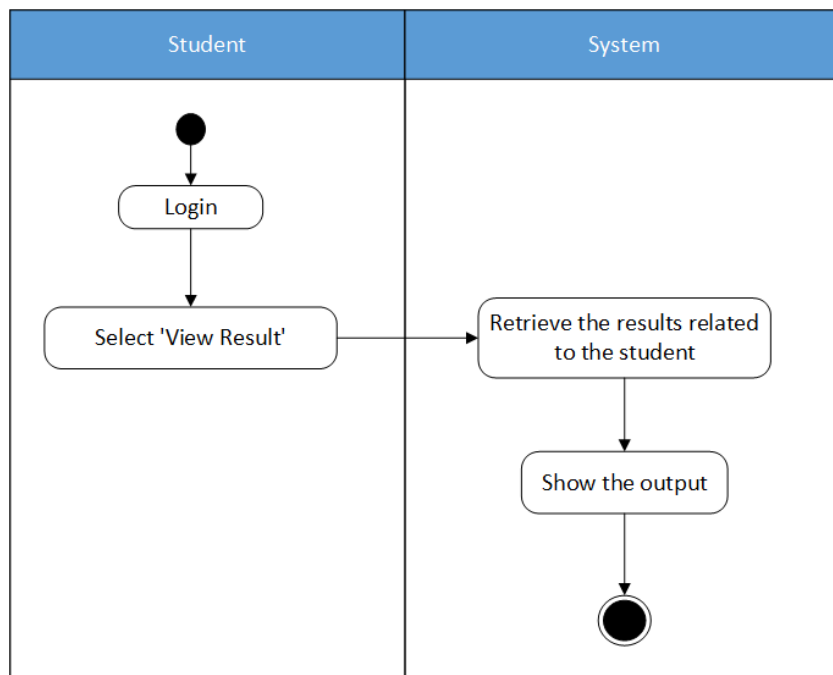 Student
System
Login
Select 'View Result'
Retrieve the results related
to the student
Show the output